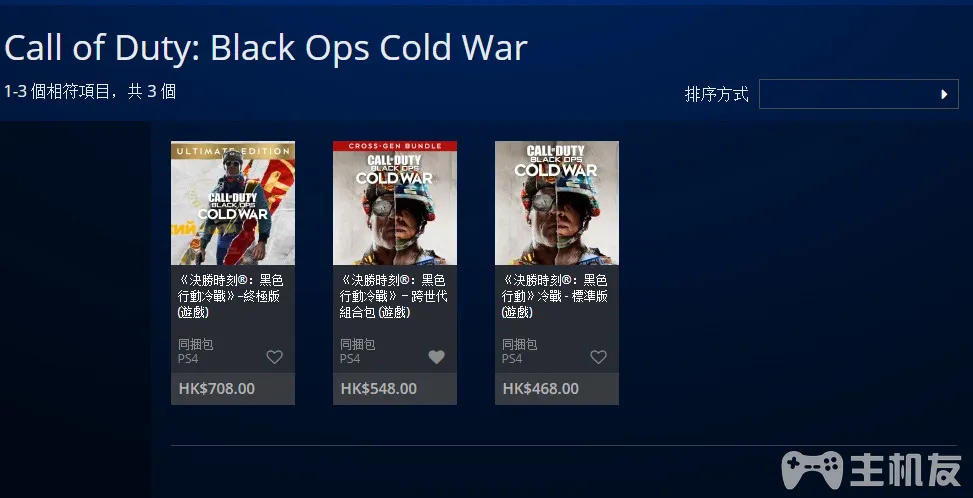 Call of Duty: Black Ops Cold War
1-3 個相符項目，共 3 個
排序方式
ULTIMATE EDITION
CALL OF DUTY
BLACK OPS
COLD WAR
СКИЙ
《決勝時刻®：黑色
行動冷戰》–終極版
(遊戲)
同捆包
PS4
HK$708.00
CROSS-GEN BUNDLE
CALL OF DUTY
BLACK OPS
COLD WAR
《決勝時刻®：黑色
行動冷戰》– 跨世代
組合包 (遊戲)
同捆包
PS4
HK$548.00
CALL OF DUTY
BLACK OPS
COLD WAR
《決勝時刻®：黑色
行動》冷戰 - 標準版
(遊戲)
同捆包
PS4
HK$468.00
主机友